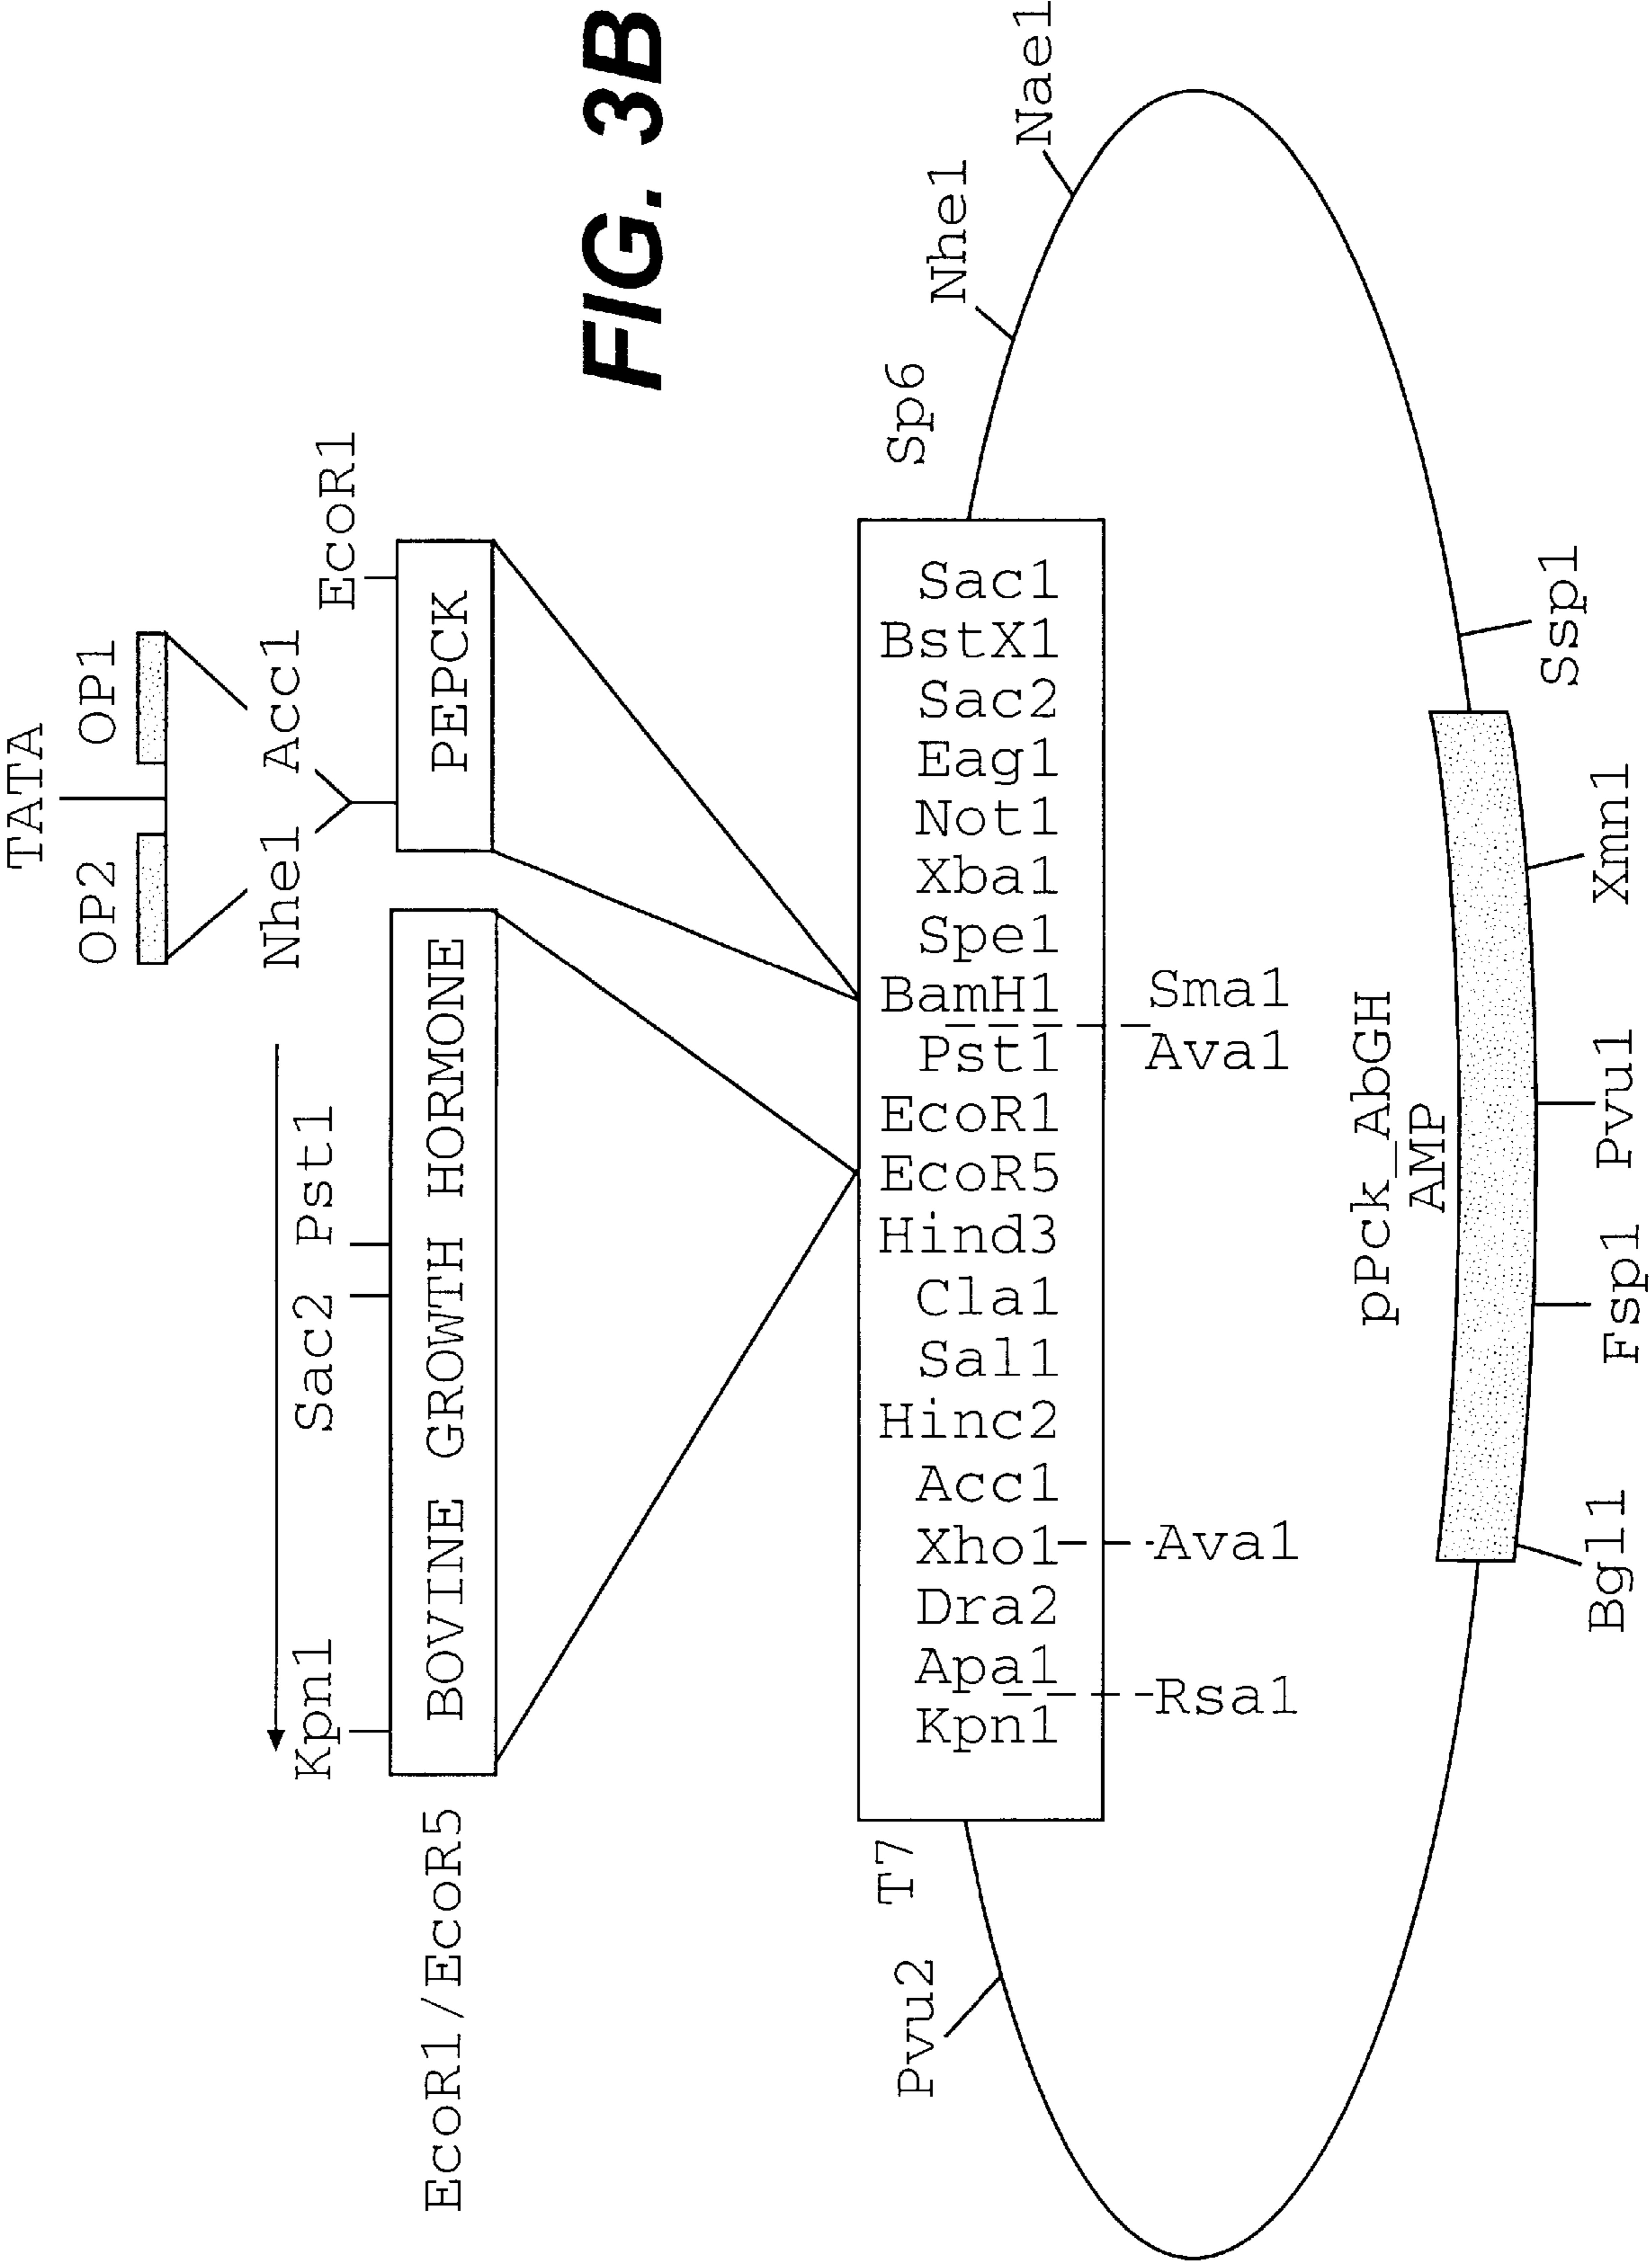 FIG. 3B
TATA
OP2
OP1
Nhe1
Acc1
EcoR1
Kpn1
Sac2
Pst1
EcoR1/EcoR5
BOVINE GROWTH HORMONE
PEPCK
Pvu2
T7
Sp6
Nhe1
Nae1
Kpn1
Apa1
Dra2
Xho1
Acc1
Hinc2
Sal1
Cla1
Hind3
EcoR5
EcoR1
Pst1
BamH1
Spe1
Xba1
Not1
Eag1
Sac2
BstX1
Sac1
Rsa1
Ava1
Ava1
Sma1
pPck_AbGH
AMP
Bgl1
Fsp1
Pvu1
Xmn1
Ssp1